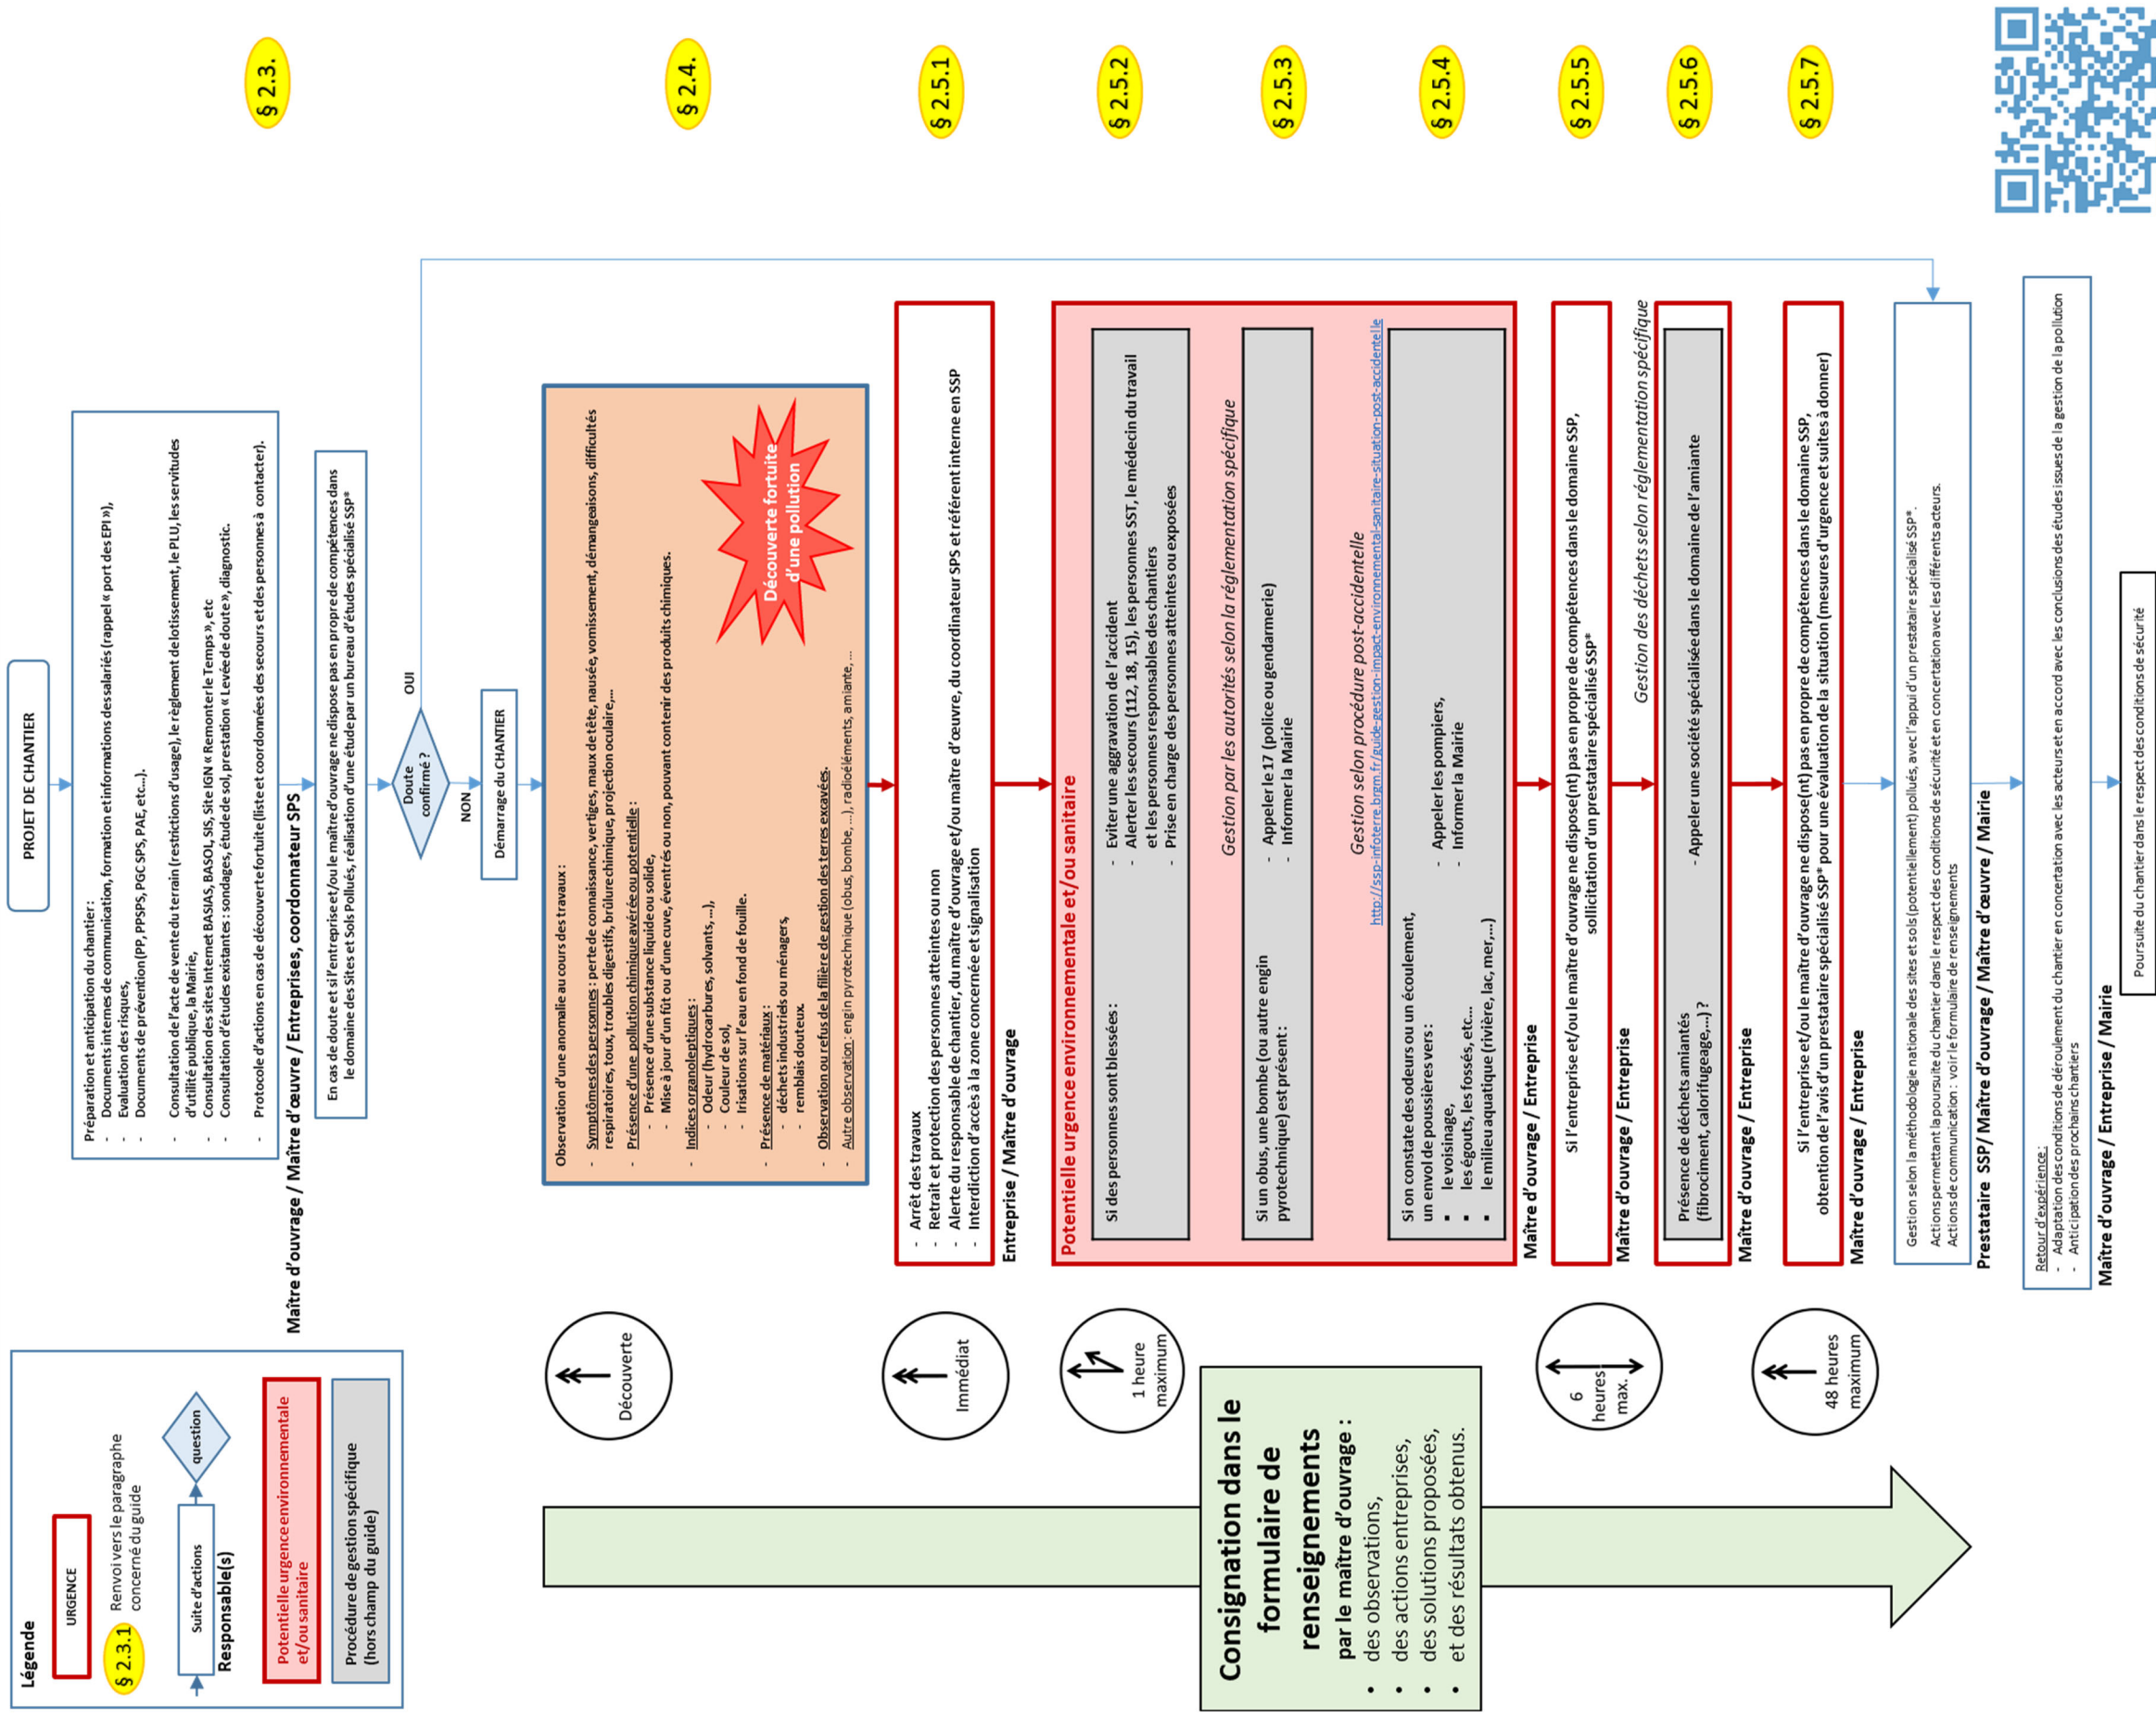 PROJET DE CHANTIER
Légende
URGENCE
§ 2.3.1
Renvoi vers le paragraphe
concerné du guide
Suite d'actions
question
Responsable(s)
Potentielle urgence environnementale
et/ou sanitaire
Procédure de gestion spécifique
(hors champ du guide)
Préparation et anticipation du chantier :
- Documents internes de communication, formation et informations des salariés (rappel « port des EPI »),
- Evaluation des risques,
- Documents de prévention (PP, PPSPS, PGC SPS, PAE, etc...).
- Consultation de l'acte de vente du terrain (restrictions d'usage), le règlement de lotissement, le PLU, les servitudes
d'utilité publique, la Mairie,
- Consultation des sites Internet BASIAS, BASOL, SIS, Site IGN « Remonter le Temps », etc
- Consultation d'études existantes : sondages, étude de sol, prestation « Levée de doute », diagnostic.
- Protocole d'actions en cas de découverte fortuite (liste et coordonnées des secours et des personnes à contacter).
§ 2.3.
Maître d'ouvrage / Maître d'œuvre / Entreprises, coordonnateur SPS
En cas de doute et si l'entreprise et/ou le maître d'ouvrage ne dispose pas en propre de compétences dans
le domaine des Sites et Sols Pollués, réalisation d'une étude par un bureau d'études spécialisé SSP*
Doute
confirmé ?
OUI
NON
Démarrage du CHANTIER
Découverte
Observation d'une anomalie au cours des travaux :
- Symptômes des personnes : perte de connaissance, vertiges, maux de tête, nausée, vomissement, démangeaisons, difficultés
respiratoires, toux, troubles digestifs, brûlure chimique, projection oculaire,...
- Présence d'une pollution chimique avérée ou potentielle :
- Présence d'une substance liquide ou solide,
- Mise à jour d'un fût ou d'une cuve, éventrés ou non, pouvant contenir des produits chimiques.
- Indices organoleptiques :
- Odeur (hydrocarbures, solvants, ...),
- Couleur de sol,
- Irisations sur l'eau en fond de fouille.
- Présence de matériaux :
- déchets industriels ou ménagers,
- remblais douteux.
- Observation ou refus de la filière de gestion des terres excavées.
- Autre observation : engin pyrotechnique (obus, bombe, ...), radioéléments, amiante, ...
Découverte fortuite
d'une pollution
§ 2.4.
Immédiat
- Arrêt des travaux
- Retrait et protection des personnes atteintes ou non
- Alerte du responsable de chantier, du maître d'ouvrage et/ou maître d'œuvre, du coordinateur SPS et référent interne en SSP
- Interdiction d'accès à la zone concernée et signalisation
§ 2.5.1
Entreprise / Maître d'ouvrage
1 heure
maximum
Potentielle urgence environnementale et/ou sanitaire
Si des personnes sont blessées :
- Eviter une aggravation de l'accident
- Alerter les secours (112, 18, 15), les personnes SST, le médecin du travail
et les personnes responsables des chantiers
- Prise en charge des personnes atteintes ou exposées
§ 2.5.2
Gestion par les autorités selon la réglementation spécifique
Si un obus, une bombe (ou autre engin
pyrotechnique) est présent :
- Appeler le 17 (police ou gendarmerie)
- Informer la Mairie
§ 2.5.3
Gestion selon procédure post-accidentelle
http://ssp-infoterre.brgm.fr/guide-gestion-impact-environnemental-sanitaire-situation-post-accidentelle
Si on constate des odeurs ou un écoulement,
un envol de poussières vers :
▪ le voisinage,
▪ les égouts, les fossés, etc...
▪ le milieu aquatique (rivière, lac, mer,...)
- Appeler les pompiers,
- Informer la Mairie
§ 2.5.4
Maître d'ouvrage / Entreprise
6
heures
max.
Si l'entreprise et/ou le maître d'ouvrage ne dispose(nt) pas en propre de compétences dans le domaine SSP,
sollicitation d'un prestataire spécialisé SSP*
§ 2.5.5
Maître d'ouvrage / Entreprise
Gestion des déchets selon réglementation spécifique
Présence de déchets amiantés
(fibrociment, calorifugeage,...) ?
- Appeler une société spécialisée dans le domaine de l'amiante
§ 2.5.6
Maître d'ouvrage / Entreprise
48 heures
maximum
Si l'entreprise et/ou le maître d'ouvrage ne dispose(nt) pas en propre de compétences dans le domaine SSP,
obtention de l'avis d'un prestataire spécialisé SSP* pour une évaluation de la situation (mesures d'urgence et suites à donner)
§ 2.5.7
Maître d'ouvrage / Entreprise
Gestion selon la méthodologie nationale des sites et sols (potentiellement) pollués, avec l'appui d'un prestataire spécialisé SSP*.
Actions permettant la poursuite du chantier dans le respect des conditions de sécurité et en concertation avec les différents acteurs.
Actions de communication : voir le formulaire de renseignements
Prestataire SSP/ Maître d'ouvrage / Maître d'œuvre / Mairie
Retour d'expérience :
- Adaptation des conditions de déroulement du chantier en concertation avec les acteurs et en accord avec les conclusions des études issues de la gestion de la pollution
- Anticipation des prochains chantiers
Maître d'ouvrage / Entreprise / Mairie
Poursuite du chantier dans le respect des conditions de sécurité
Consignation dans le
formulaire de
renseignements
par le maître d'ouvrage :
• des observations,
• des actions entreprises,
• des solutions proposées,
• et des résultats obtenus.